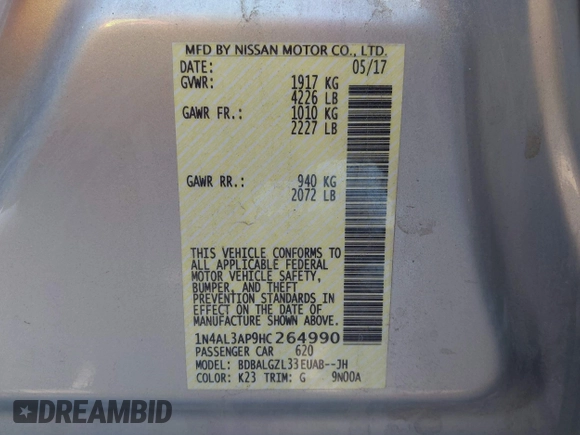 MFD BY NISSAN MOTOR CO., LTD.
DATE: 05/17
GVWR: 1917 KG
4226 LB
GAWR FR.: 1010 KG
2227 LB
GAWR RR.: 940 KG
2072 LB
THIS VEHICLE CONFORMS TO
ALL APPLICABLE FEDERAL
MOTOR VEHICLE SAFETY,
BUMPER, AND THEFT
PREVENTION STANDARDS IN
EFFECT ON THE DATE OF
MANUFACTURE SHOWN ABOVE.
1N4AL3AP9HC264990
PASSENGER CAR 620
MODEL: BDBALGZL33EUAB--JH
COLOR: K23 TRIM: G 9N00A
DREAMBID